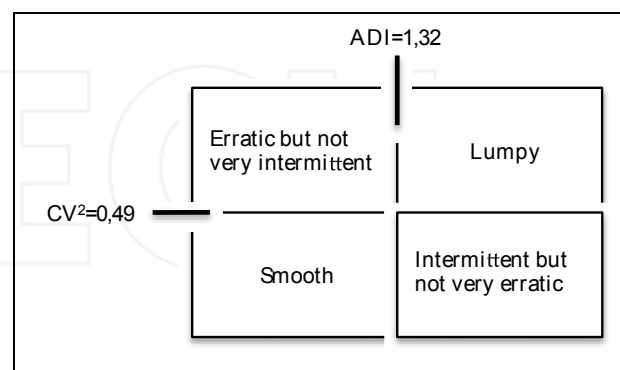 ADI=1,32
Erratic but not
very intermittent
Lumpy
CV²=0,49
Smooth
Intermittent but
not very erratic